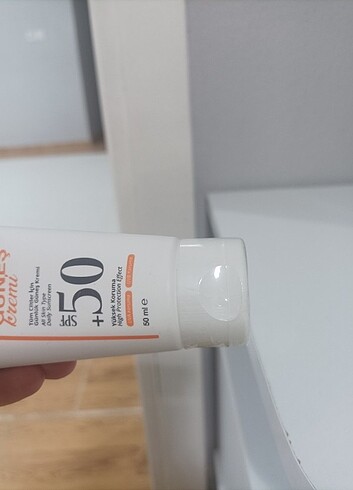 kremi
Tüm Ciltler İçin
Günlük Güneş Kremi
All Skin Type
Daily Sunscreen
SPF 50+
Yüksek Koruma
High Protection Effect
50 ml e